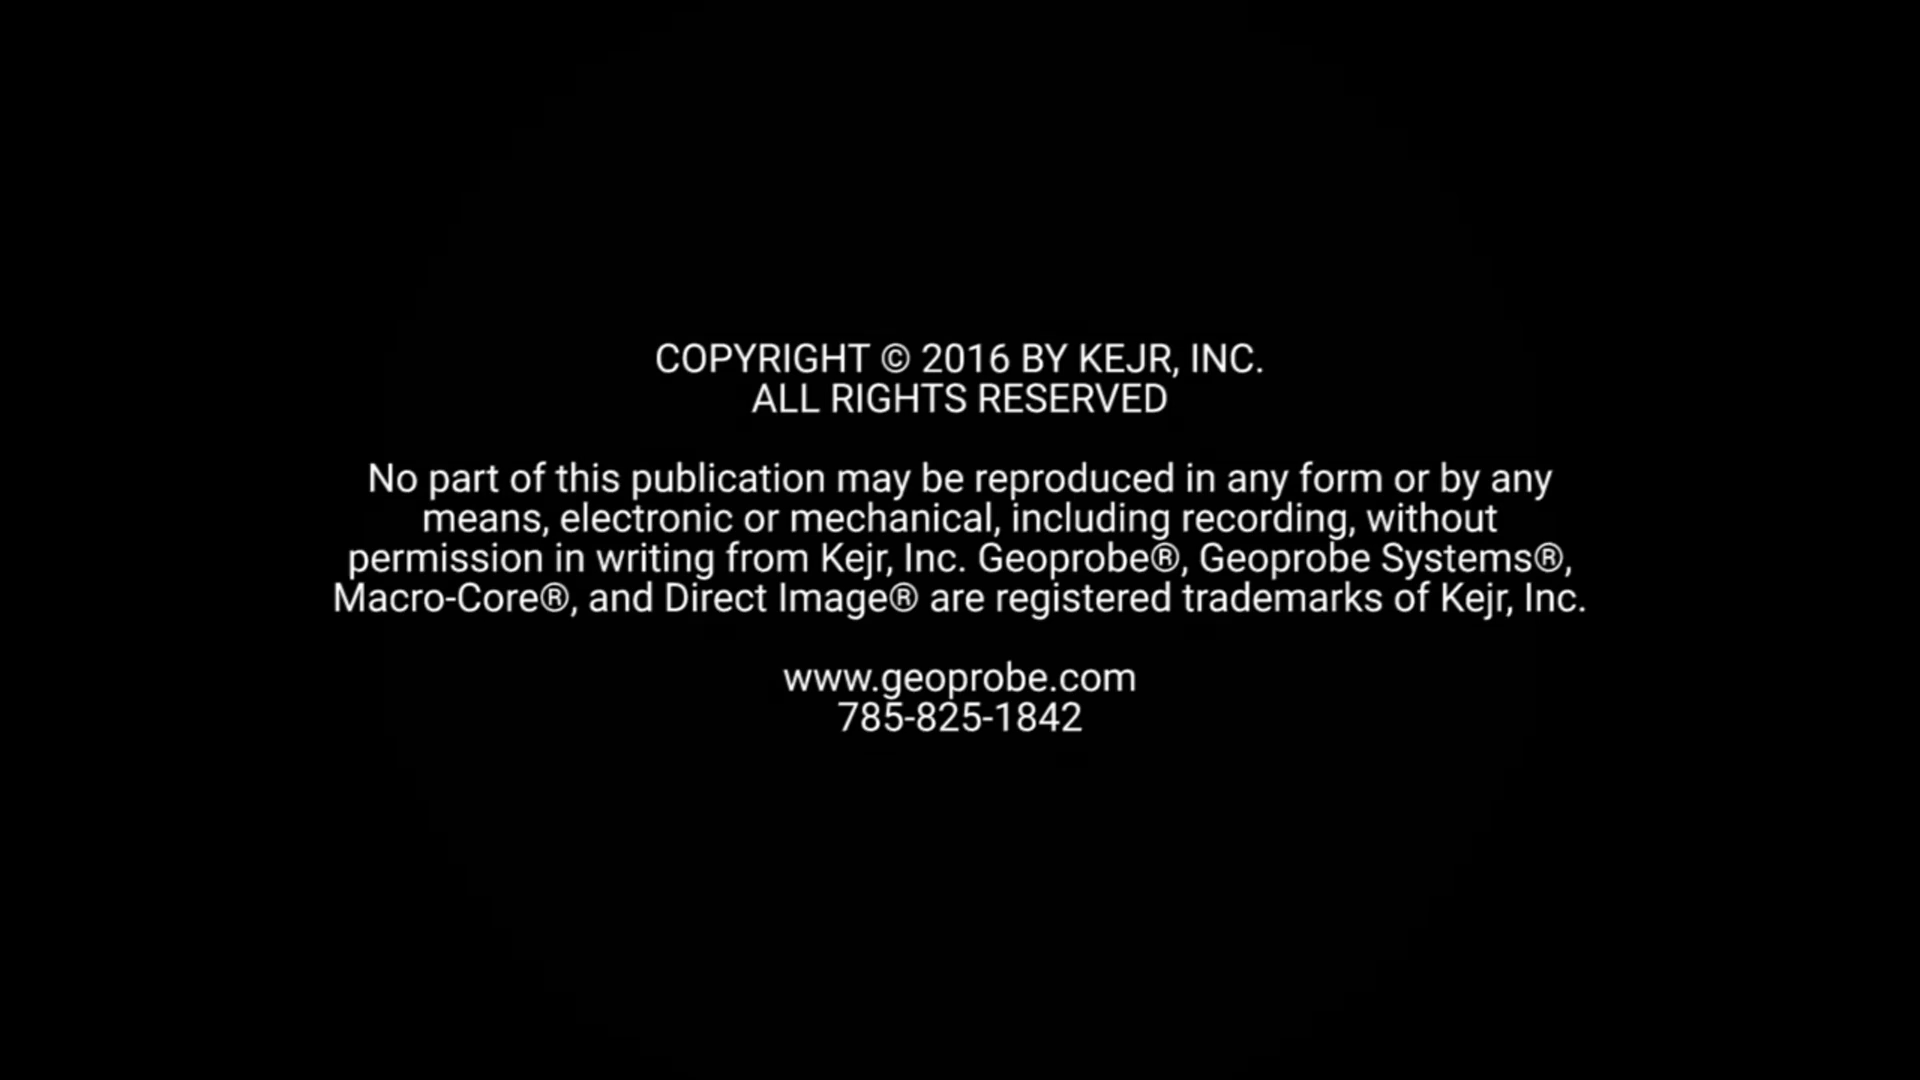 COPYRIGHT © 2016 BY KEJR, INC.
ALL RIGHTS RESERVED
No part of this publication may be reproduced in any form or by any
means, electronic or mechanical, including recording, without
permission in writing from Kejr, Inc. Geoprobe®, Geoprobe Systems®,
Macro-Core®, and Direct Image® are registered trademarks of Kejr, Inc.
www.geoprobe.com
785-825-1842